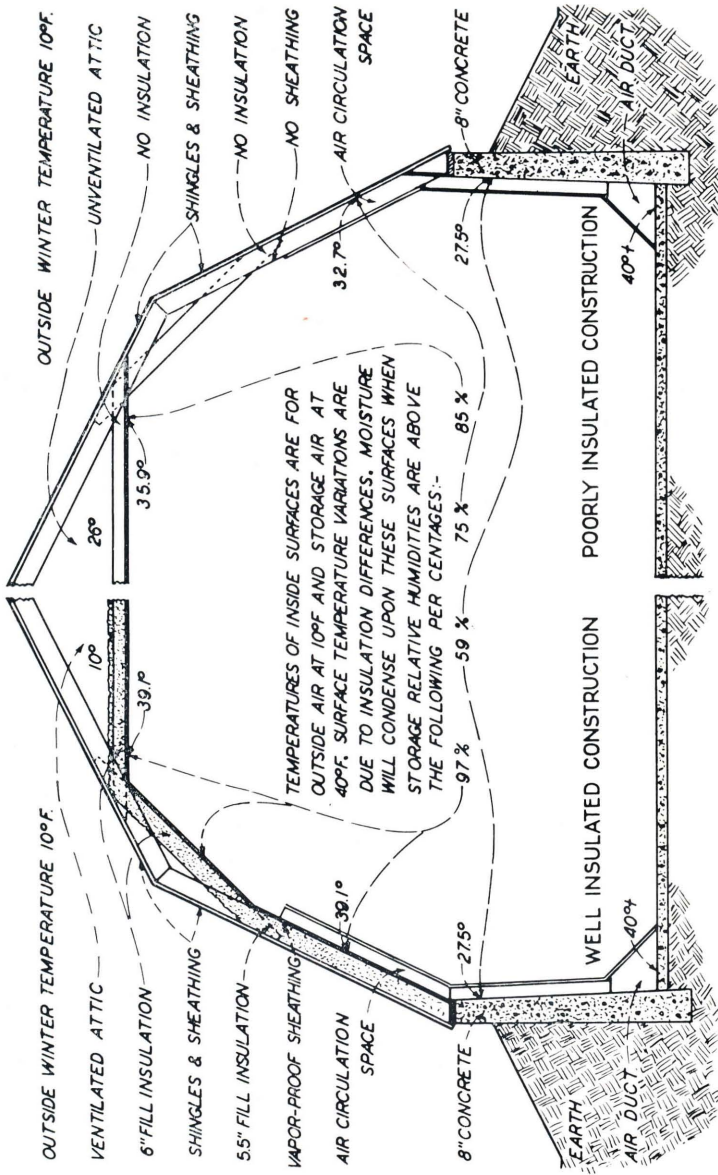 OUTSIDE WINTER TEMPERATURE 10°F.
VENTILATED ATTIC
6" FILL INSULATION
SHINGLES & SHEATHING
5.5" FILL INSULATION
VAPOR-PROOF SHEATHING
AIR CIRCULATION
SPACE
8" CONCRETE
EARTH
AIR DUCT
10°
39.1°
39.1°
27.5°
40°+
TEMPERATURES OF INSIDE SURFACES ARE FOR
OUTSIDE AIR AT 10°F AND STORAGE AIR AT
40°F. SURFACE TEMPERATURE VARIATIONS ARE
DUE TO INSULATION DIFFERENCES. MOISTURE
WILL CONDENSE UPON THESE SURFACES WHEN
STORAGE RELATIVE HUMIDITIES ARE ABOVE
THE FOLLOWING PER CENTAGES:-
97% 59% 75% 85%
WELL INSULATED CONSTRUCTION
POORLY INSULATED CONSTRUCTION
OUTSIDE WINTER TEMPERATURE 10°F.
UNVENTILATED ATTIC
NO INSULATION
SHINGLES & SHEATHING
NO INSULATION
NO SHEATHING
AIR CIRCULATION
SPACE
8" CONCRETE
EARTH
AIR DUCT
26°
35.9°
32.7°
27.5°
40°+